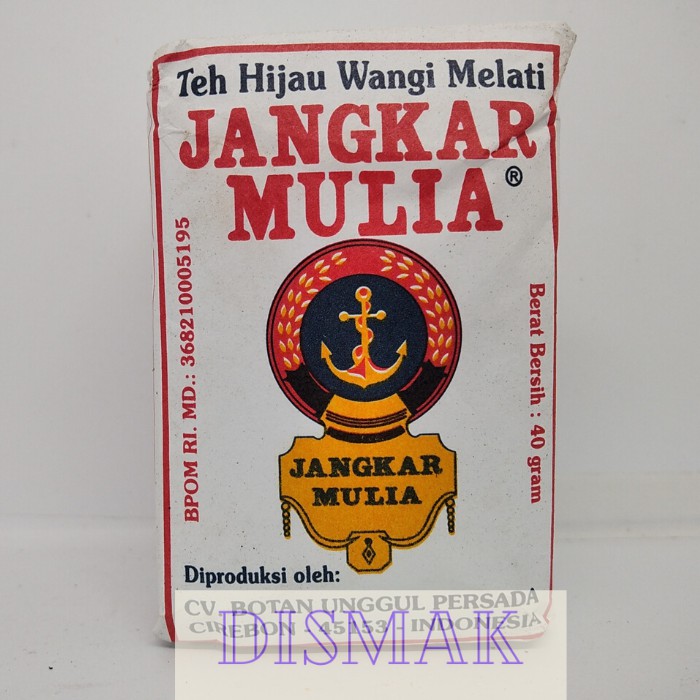 Teh Hijau Wangi Melati
JANGKAR
MULIA®
BPOM RI. MD.: 368210005195
Berat Bersih : 40 gram
JANGKAR
MULIA
Diproduksi oleh:
CV. BOTAN UNGGUL PERSADA
CIREBON - 45153 - INDONESIA
DISMAK